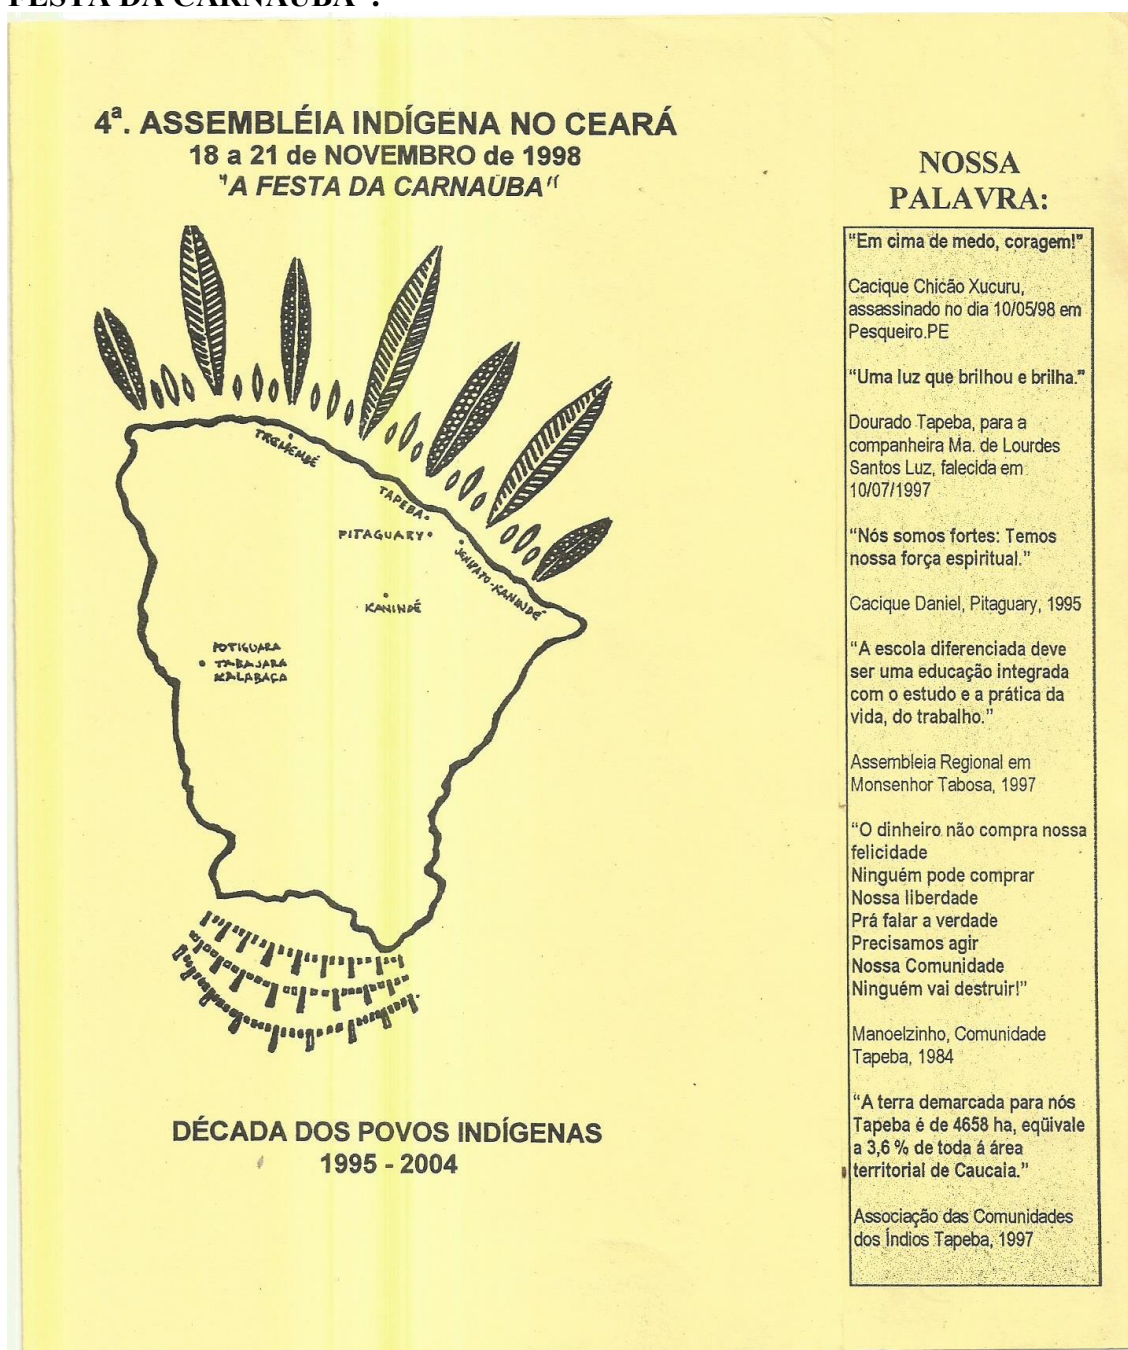 FESTA DA CARNAÚBA”.
4ª. ASSEMBLÉIA INDÍGENA NO CEARÁ
18 a 21 de NOVEMBRO de 1998
"A FESTA DA CARNAÚBA"
TREMEMBÉ
TAPEBA
PITAGUARY
JENIPAPO-KANINDÉ
KANINDÉ
POTIGUARA
TABAJARA
KALABAÇA
DÉCADA DOS POVOS INDÍGENAS
1995 - 2004
NOSSA
PALAVRA:
“Em cima de medo, coragem!”
Cacique Chicão Xucuru,
assassinado no dia 10/05/98 em
Pesqueiro.PE
“Uma luz que brilhou e brilha.”
Dourado Tapeba, para a
companheira Ma. de Lourdes
Santos Luz, falecida em
10/07/1997
“Nós somos fortes: Temos
nossa força espiritual.”
Cacique Daniel, Pitaguary, 1995
“A escola diferenciada deve
ser uma educação integrada
com o estudo e a prática da
vida, do trabalho.”
Assembleia Regional em
Monsenhor Tabosa, 1997
“O dinheiro não compra nossa
felicidade
Ninguém pode comprar
Nossa liberdade
Prá falar a verdade
Precisamos agir
Nossa Comunidade
Ninguém vai destruir!”
Manoelzinho, Comunidade
Tapeba, 1984
“A terra demarcada para nós
Tapeba é de 4658 ha, eqüivale
a 3,6 % de toda á área
territorial de Caucaia.”
Associação das Comunidades
dos Índios Tapeba, 1997